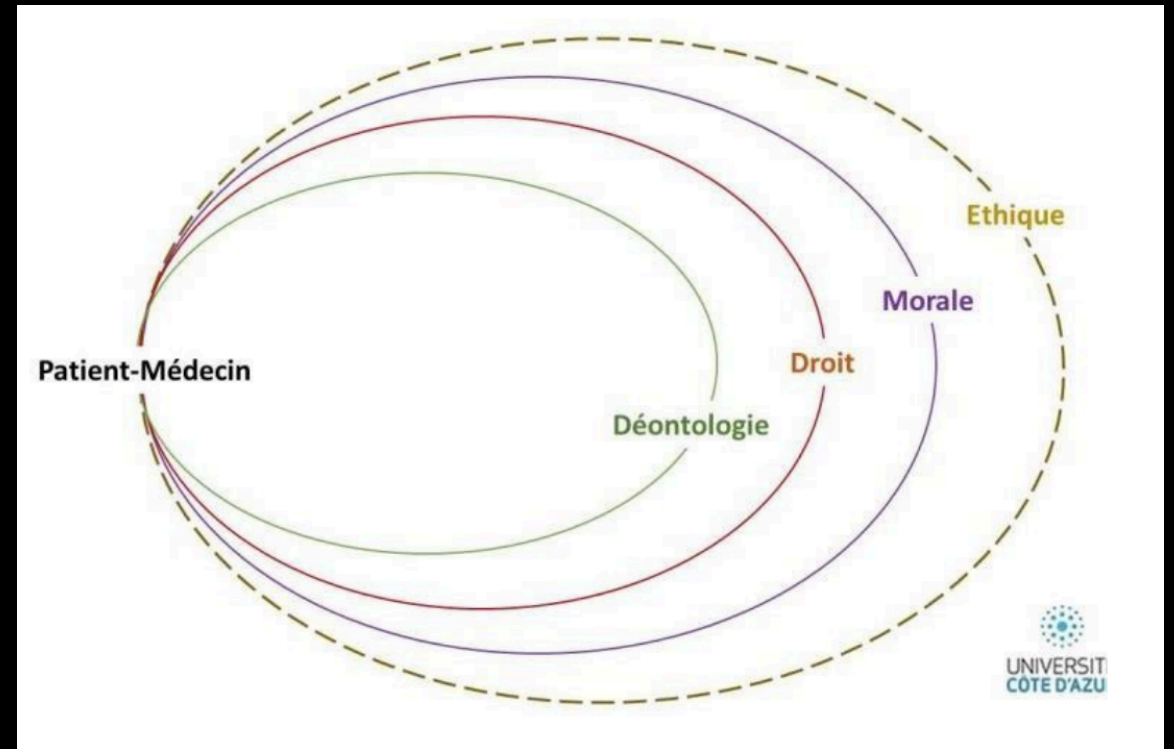 Ethique
Morale
Droit
Patient-Médecin
Déontologie
UNIVERSIT
CÔTE D'AZU